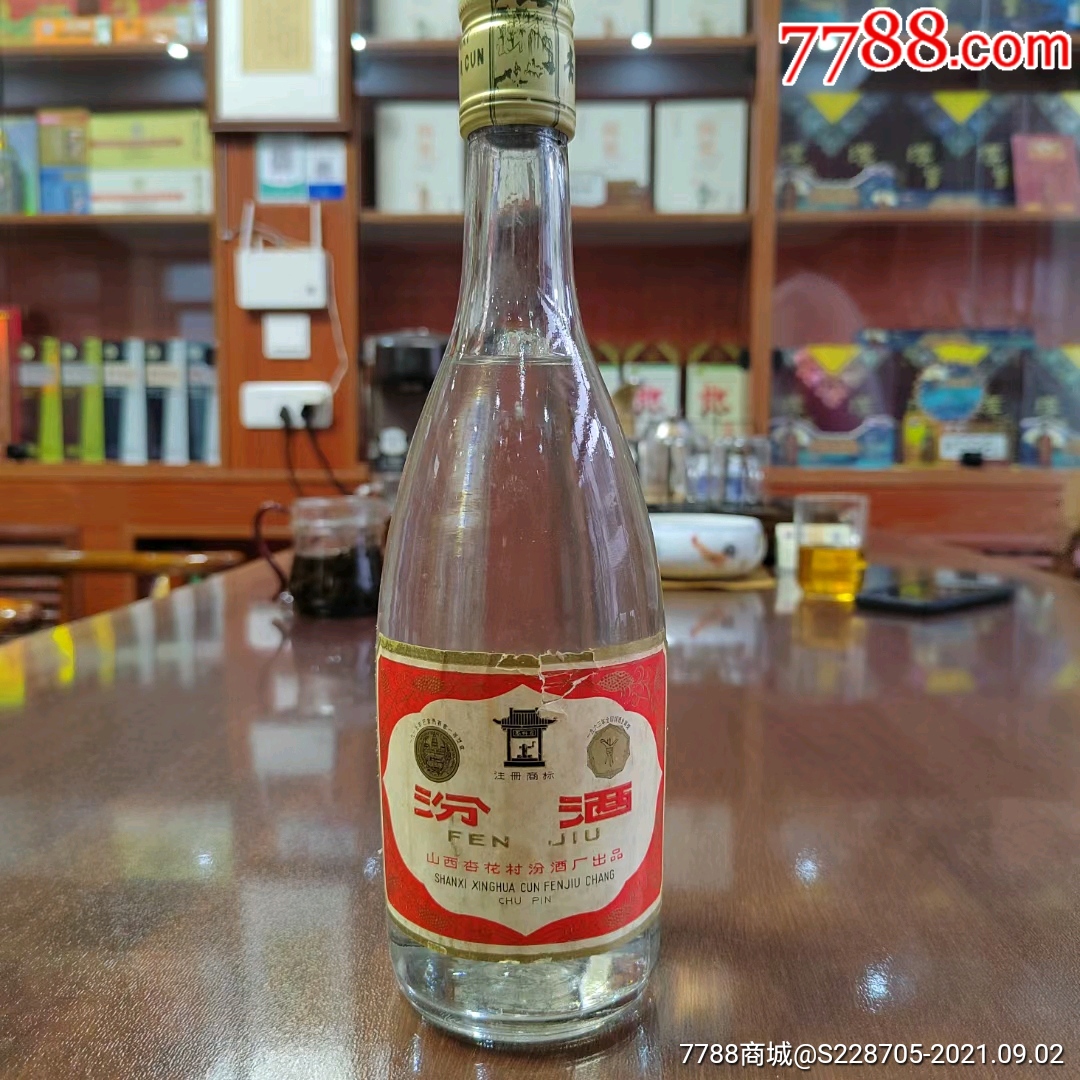 7788.com
CUN
注册商标
汾 酒
FEN JIU
山西杏花村汾酒厂出品
SHANXI XINGHUA CUN FENJIU CHANG
CHU PIN
7788商城@S228705-2021.09.02